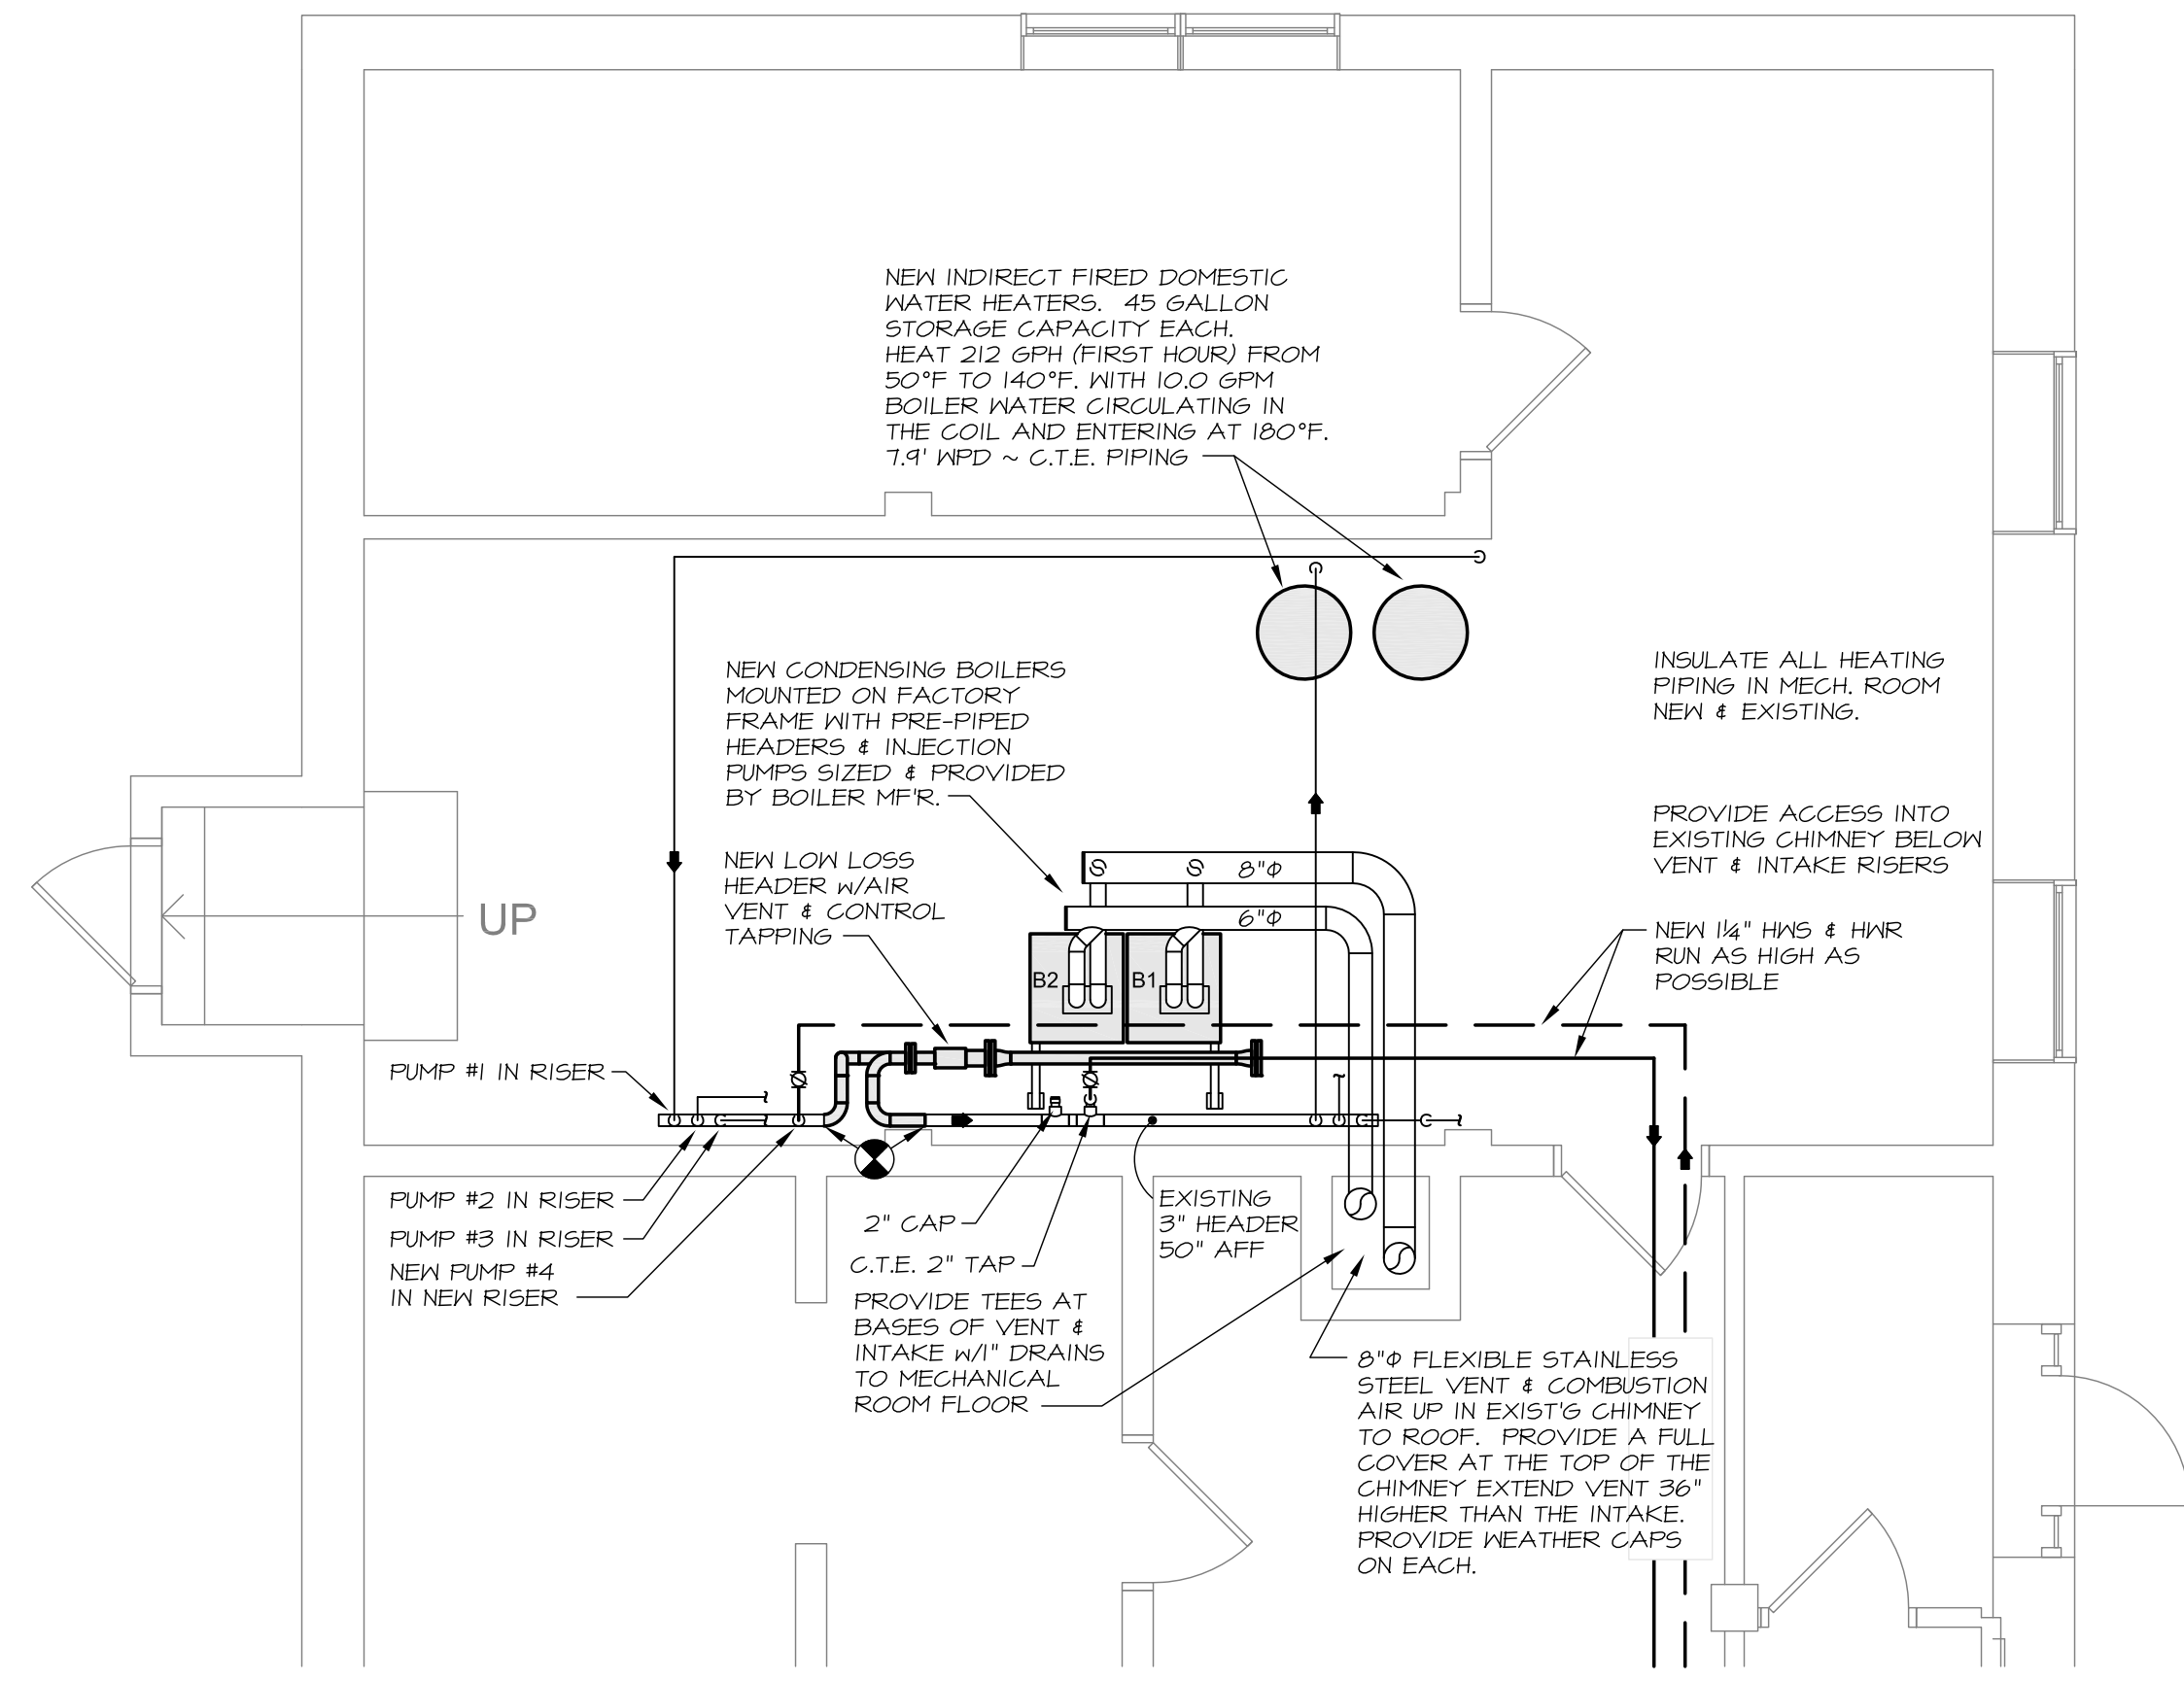 NEW INDIRECT FIRED DOMESTIC
WATER HEATERS.  45 GALLON
STORAGE CAPACITY EACH.
HEAT 212 GPH (FIRST HOUR) FROM
50°F TO 140°F. WITH 10.0 GPM
BOILER WATER CIRCULATING IN
THE COIL AND ENTERING AT 180°F.
7.9' WPD ~ C.T.E. PIPING
NEW CONDENSING BOILERS
MOUNTED ON FACTORY
FRAME WITH PRE-PIPED
HEADERS & INJECTION
PUMPS SIZED & PROVIDED
BY BOILER MF'R.
INSULATE ALL HEATING
PIPING IN MECH. ROOM
NEW & EXISTING.
PROVIDE ACCESS INTO
EXISTING CHIMNEY BELOW
VENT & INTAKE RISERS
NEW LOW LOSS
HEADER w/AIR
VENT & CONTROL
TAPPING
8"Φ
6"Φ
UP
NEW 1¼" HWS & HWR
RUN AS HIGH AS
POSSIBLE
B2
B1
PUMP #1 IN RISER
PUMP #2 IN RISER
PUMP #3 IN RISER
NEW PUMP #4
IN NEW RISER
2" CAP
C.T.E. 2" TAP
EXISTING
3" HEADER
50" AFF
PROVIDE TEES AT
BASES OF VENT &
INTAKE w/1" DRAINS
TO MECHANICAL
ROOM FLOOR
8"Φ FLEXIBLE STAINLESS
STEEL VENT & COMBUSTION
AIR UP IN EXIST'G CHIMNEY
TO ROOF.  PROVIDE A FULL
COVER AT THE TOP OF THE
CHIMNEY EXTEND VENT 36"
HIGHER THAN THE INTAKE.
PROVIDE WEATHER CAPS
ON EACH.